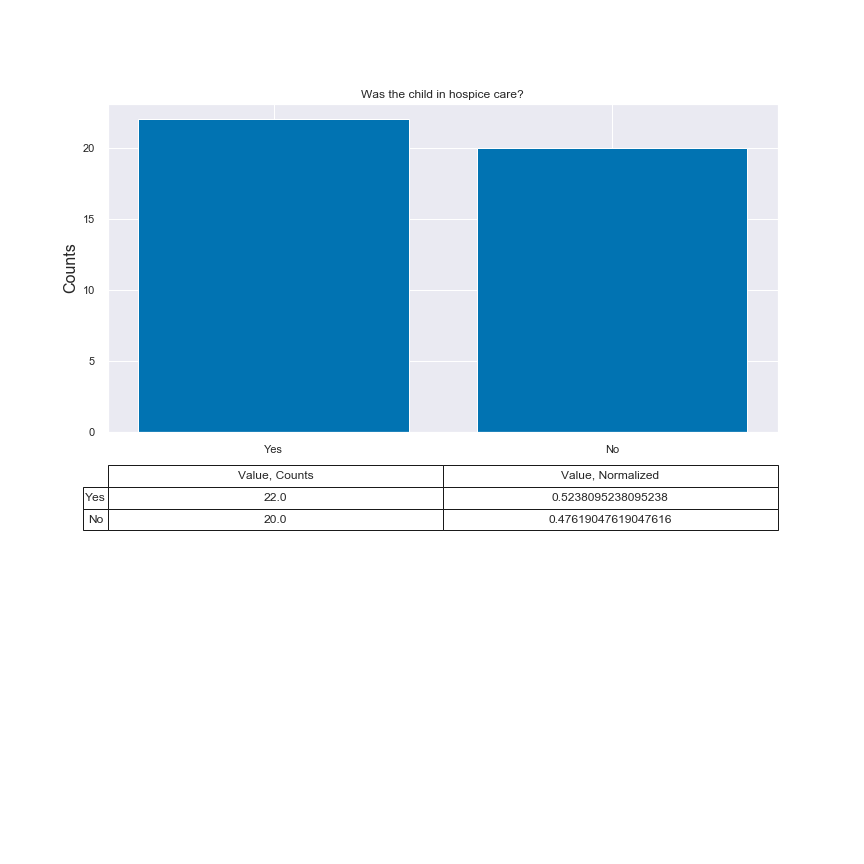 Was the child in hospice care?
20
15
10
5
0
Counts
Yes No
Value, Counts Value, Normalized
Yes 22.0 0.5238095238095238
No 20.0 0.47619047619047616